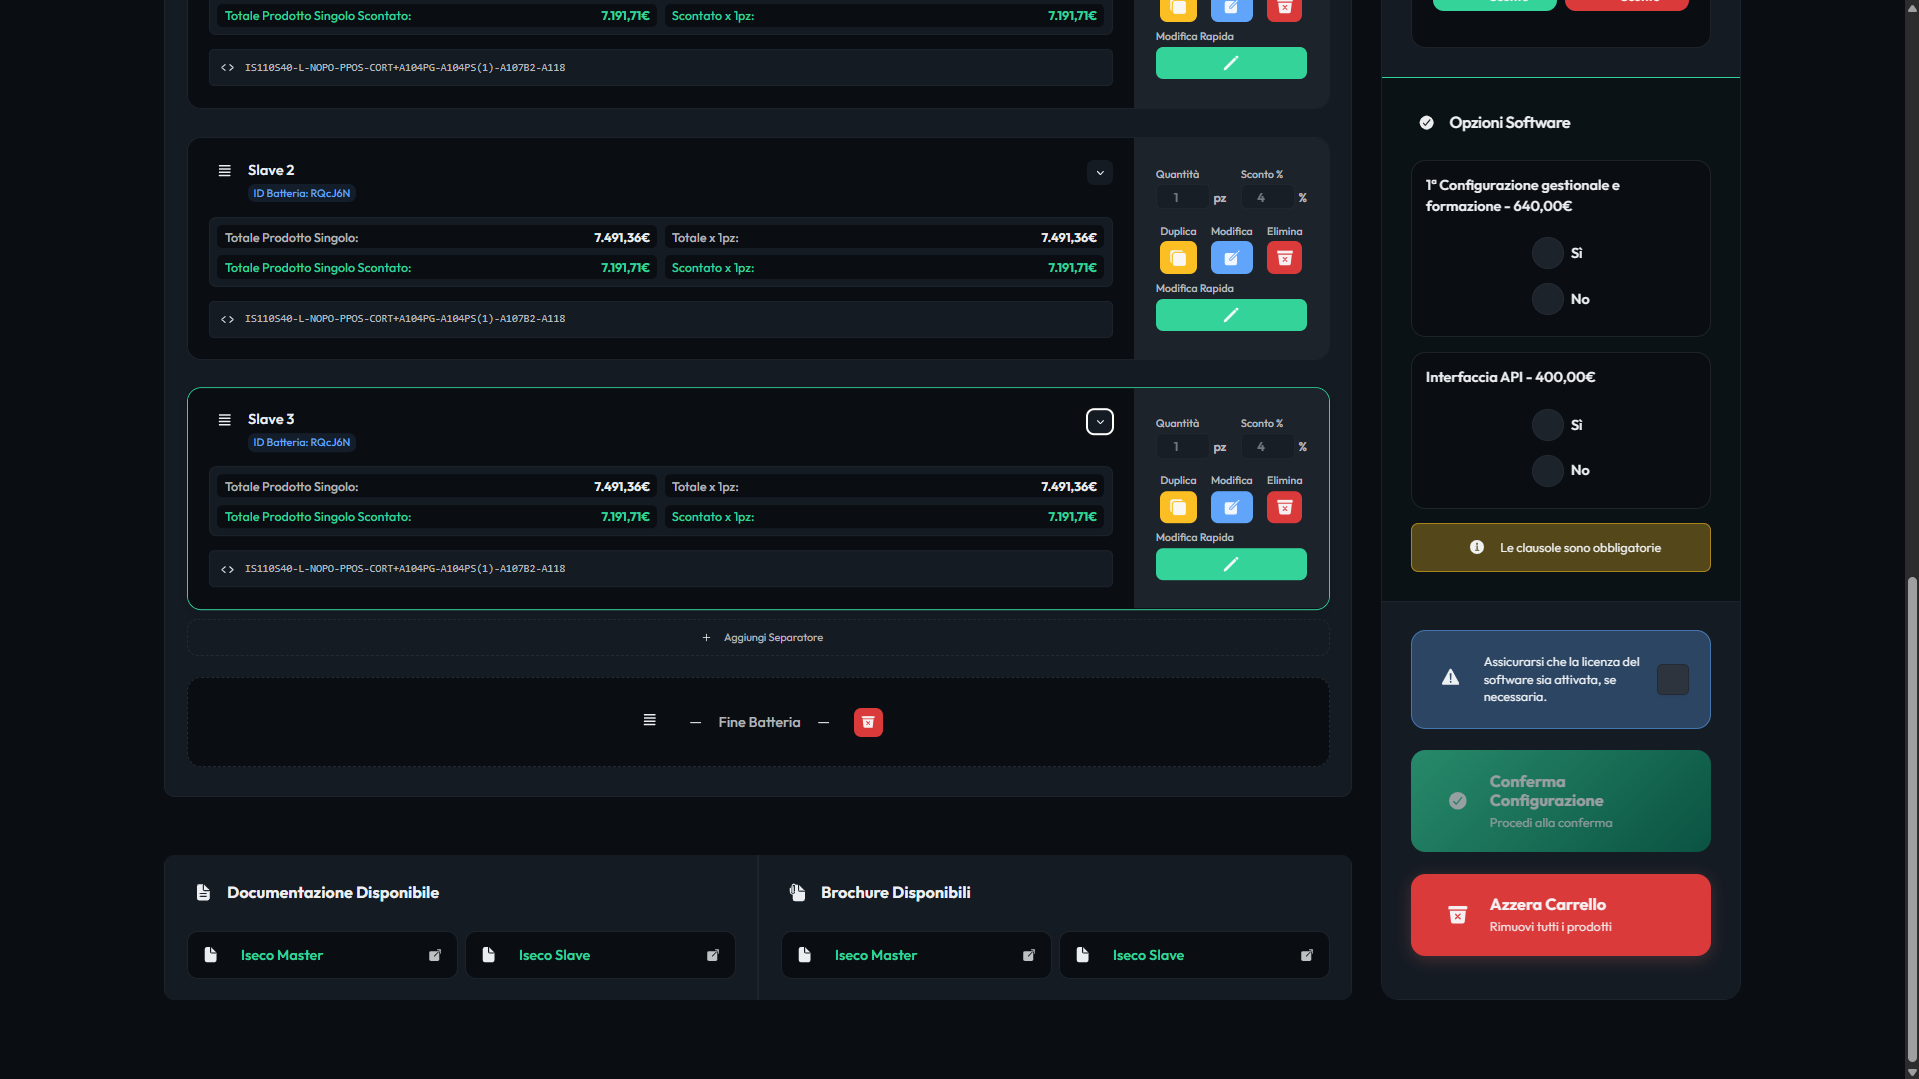 Totale Prodotto Singolo Scontato: 7.191,71€ Scontato x 1pz: 7.191,71€
Modifica Rapida
IS110S40-L-NOPO-PPOS-CORT+A104PG-A104PS(1)-A107B2-A118
Slave 2
ID Batteria: RQcJ6N
Quantità Sconto %
1 pz 4 %
Totale Prodotto Singolo: 7.491,36€ Totale x 1pz: 7.491,36€
Totale Prodotto Singolo Scontato: 7.191,71€ Scontato x 1pz: 7.191,71€
Duplica Modifica Elimina
Modifica Rapida
IS110S40-L-NOPO-PPOS-CORT+A104PG-A104PS(1)-A107B2-A118
Slave 3
ID Batteria: RQcJ6N
Quantità Sconto %
1 pz 4 %
Totale Prodotto Singolo: 7.491,36€ Totale x 1pz: 7.491,36€
Totale Prodotto Singolo Scontato: 7.191,71€ Scontato x 1pz: 7.191,71€
Duplica Modifica Elimina
Modifica Rapida
IS110S40-L-NOPO-PPOS-CORT+A104PG-A104PS(1)-A107B2-A118
+ Aggiungi Separatore
— Fine Batteria —
Documentazione Disponibile
Iseco Master
Iseco Slave
Brochure Disponibili
Iseco Master
Iseco Slave
Opzioni Software
1ª Configurazione gestionale e
formazione - 640,00€
Sì
No
Interfaccia API - 400,00€
Sì
No
Le clausole sono obbligatorie
Assicurarsi che la licenza del
software sia attivata, se
necessaria.
Conferma
Configurazione
Procedi alla conferma
Azzera Carrello
Rimuovi tutti i prodotti